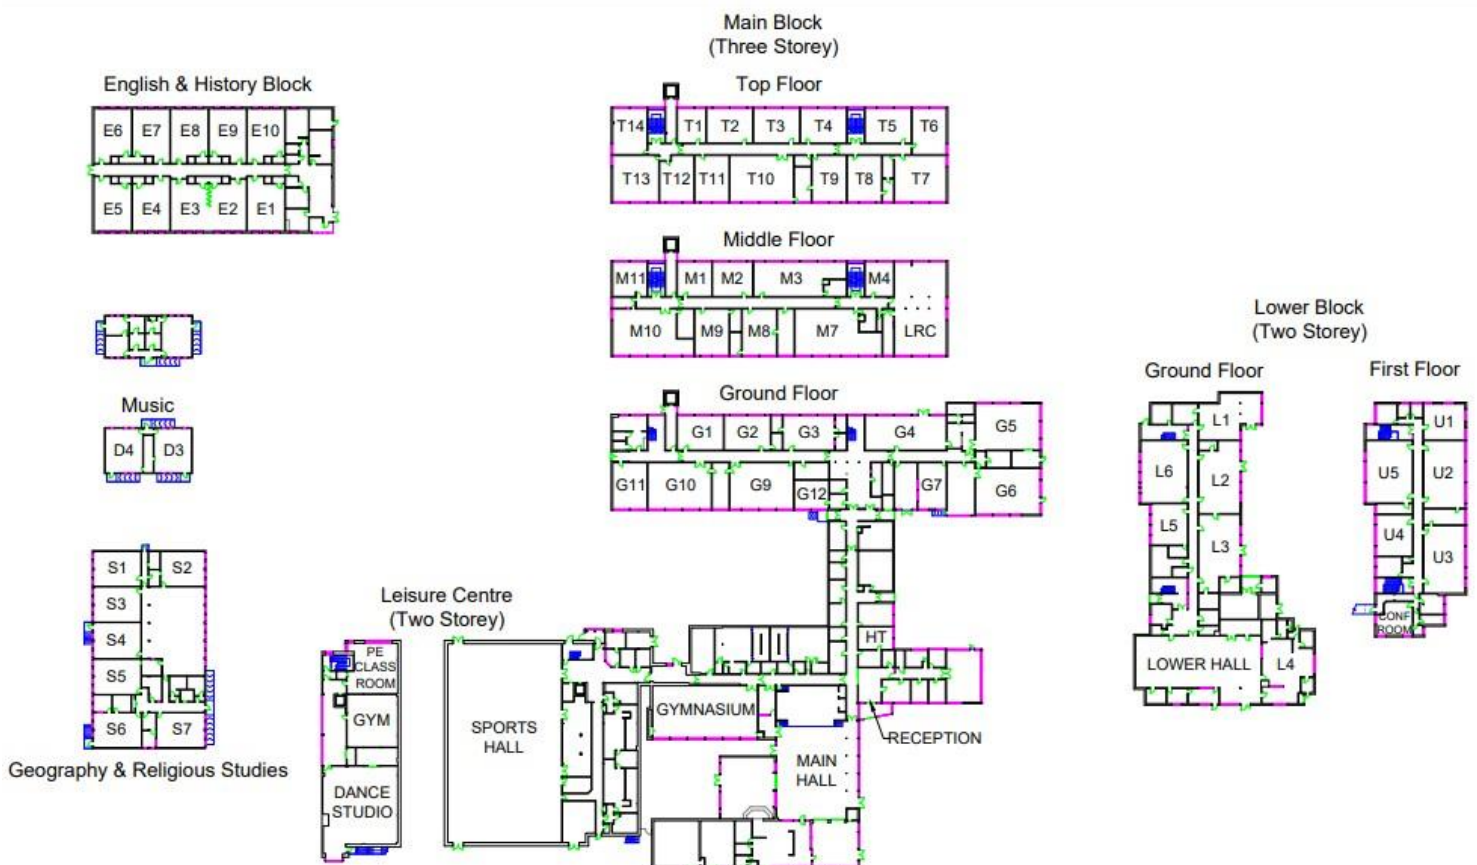 Main Block
(Three Storey)
English & History Block
E6 E7 E8 E9 E10
E5 E4 E3 E2 E1
Top Floor
T14 T1 T2 T3 T4 T5 T6
T13 T12 T11 T10 T9 T8 T7
Middle Floor
M11 M1 M2 M3 M4
M10 M9 M8 M7 LRC
Ground Floor
G1 G2 G3 G4 G5
G11 G10 G9 G12 G7 G6
HT
RECEPTION
Music
D4 D3
S1 S2
S3
S4
S5
S6 S7
Geography & Religious Studies
Leisure Centre
(Two Storey)
PE
CLASS
ROOM
GYM
DANCE
STUDIO
SPORTS
HALL
GYMNASIUM
MAIN
HALL
Lower Block
(Two Storey)
Ground Floor
L1
L6 L2
L5 L3
LOWER HALL L4
First Floor
U1
U5 U2
U4 U3
CONF
ROOM